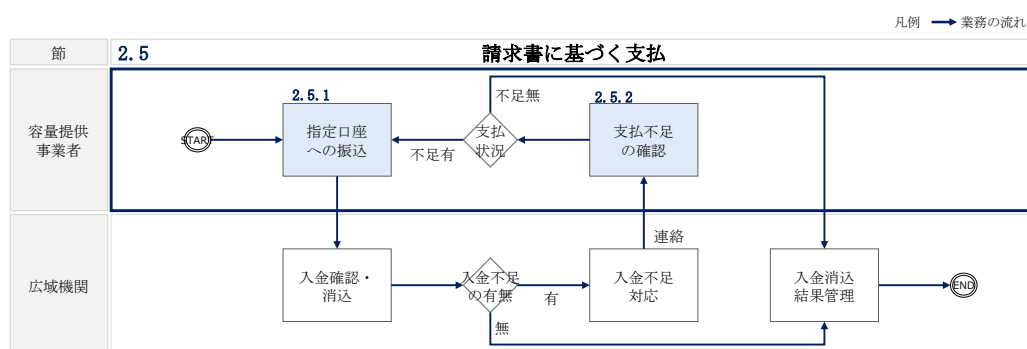 凡例
業務の流れ
節
2.5
請求書に基づく支払
容量提供
事業者
START
2.5.1
指定口座
への振込
不足有
支払
状況
不足無
2.5.2
支払不足
の確認
広域機関
入金確認・
消込
入金不足
の有無
有
無
入金不足
対応
連絡
入金消込
結果管理
END